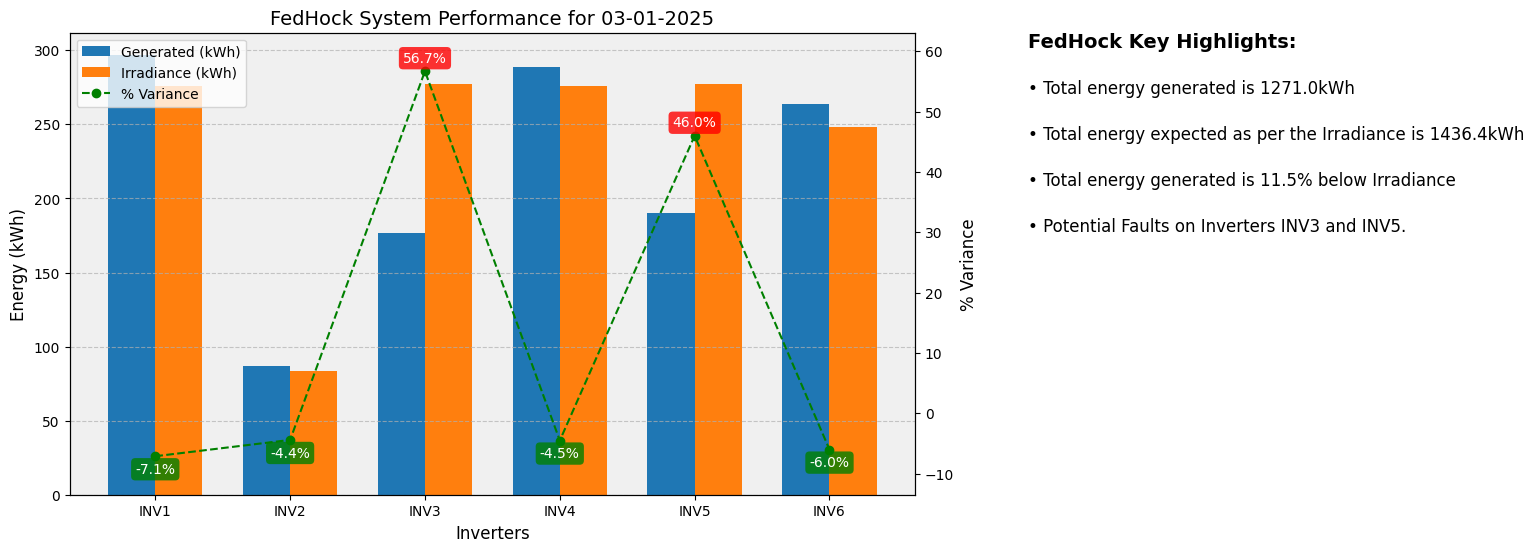 FedHock System Performance for 03-01-2025
Generated (kWh)
Irradiance (kWh)
% Variance
Energy (kWh)
300
250
200
150
100
50
0
60
50
40
30
20
10
0
−10
% Variance
-7.1%
-4.4%
56.7%
-4.5%
46.0%
-6.0%
INV1
INV2
INV3
INV4
INV5
INV6
Inverters
FedHock Key Highlights:
• Total energy generated is 1271.0kWh
• Total energy expected as per the Irradiance is 1436.4kWh
• Total energy generated is 11.5% below Irradiance
• Potential Faults on Inverters INV3 and INV5.